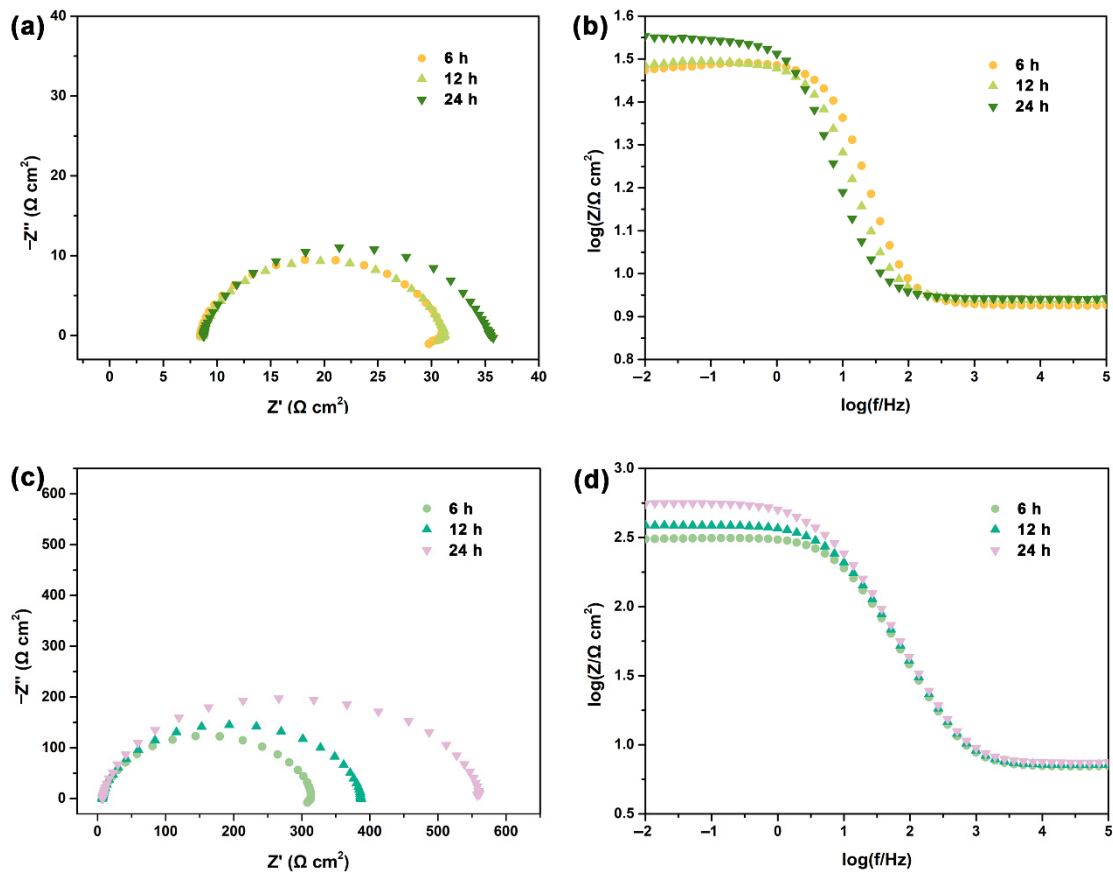 (a)
40
30
20
10
0
−Z'' (Ω cm²)
6 h
12 h
24 h
0 5 10 15 20 25 30 35 40
Z' (Ω cm²)
(b)
1.6
1.5
1.4
1.3
1.2
1.1
1.0
0.9
0.8
log(Z/Ω cm²)
6 h
12 h
24 h
−2 −1 0 1 2 3 4 5
log(f/Hz)
(c)
600
500
400
300
200
100
0
−Z'' (Ω cm²)
6 h
12 h
24 h
0 100 200 300 400 500 600
Z' (Ω cm²)
(d)
3.0
2.5
2.0
1.5
1.0
0.5
log(Z/Ω cm²)
6 h
12 h
24 h
−2 −1 0 1 2 3 4 5
log(f/Hz)